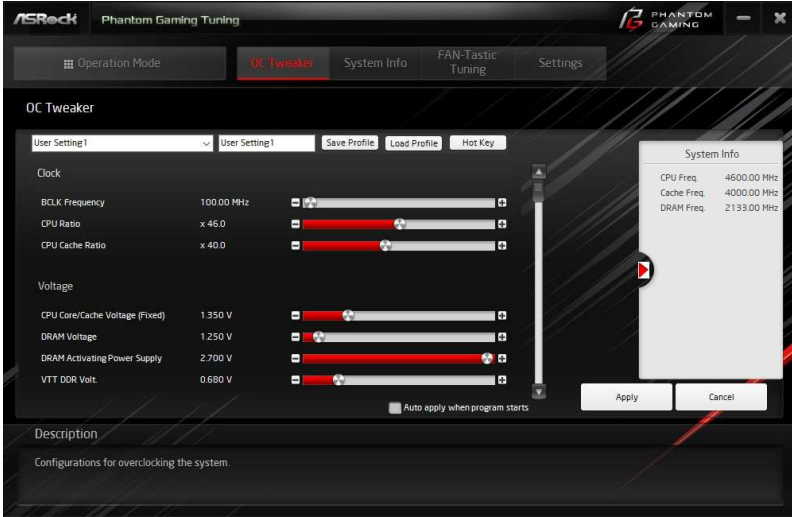 ASRock Phantom Gaming Tuning PHANTOM
GAMING
Operation Mode OC Tweaker System Info FAN-Tastic
Tuning Settings
OC Tweaker
User Setting1 User Setting1 Save Profile Load Profile Hot Key
System Info
Clock
CPU Freq. 4600.00 MHz
Cache Freq. 4000.00 MHz
DRAM Freq. 2133.00 MHz
BCLK Frequency 100.00 MHz
CPU Ratio x 46.0
CPU Cache Ratio x 40.0
Voltage
CPU Core/Cache Voltage (Fixed) 1.350 V
DRAM Voltage 1.250 V
DRAM Activating Power Supply 2.700 V
VTT DDR Volt. 0.680 V
Auto apply when program starts
Apply Cancel
Description
Configurations for overclocking the system.